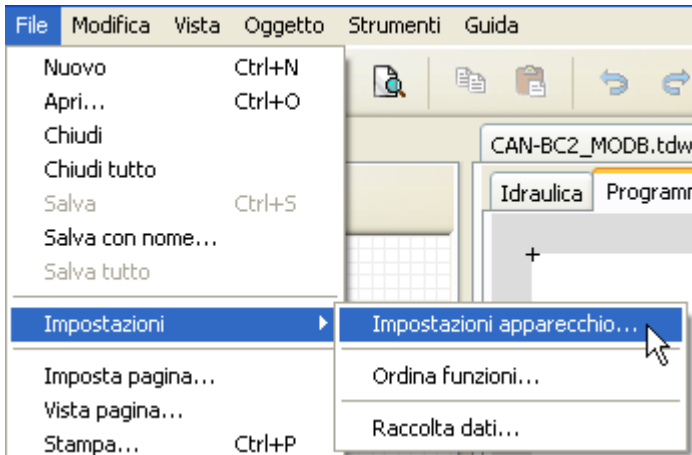 File Modifica Vista Oggetto Strumenti Guida
Nuovo Ctrl+N
Apri... Ctrl+O
Chiudi
Chiudi tutto
Salva Ctrl+S
Salva con nome...
Salva tutto
Impostazioni
Imposta pagina...
Vista pagina...
Stampa... Ctrl+P
Impostazioni apparecchio...
Ordina funzioni...
Raccolta dati...
CAN-BC2_MODB.tdw
Idraulica Programm